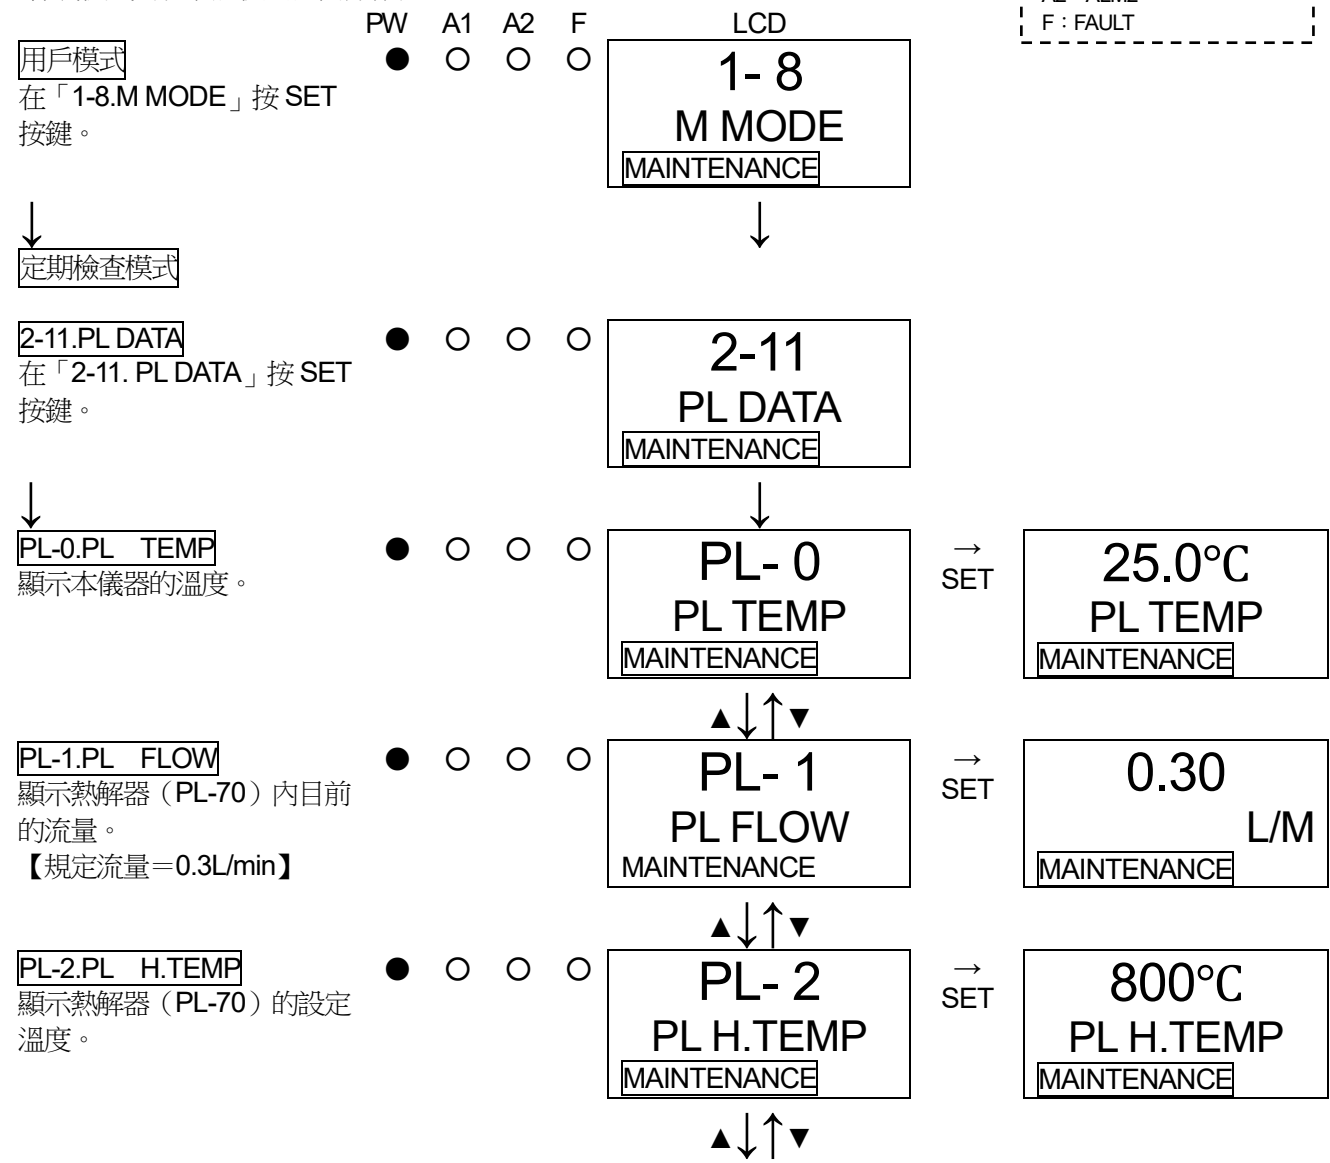 PW A1 A2 F LCD
F：FAULT
用戶模式 ● ○ ○ ○ 1- 8
在「1-8.M MODE」按 SET
按鍵。
M MODE
MAINTENANCE
↓ ↓
定期檢查模式
2-11.PL DATA ● ○ ○ ○ 2-11
在「2-11. PL DATA」按 SET
按鍵。
PL DATA
MAINTENANCE
↓ ↓
PL-0.PL TEMP ● ○ ○ ○ PL- 0 → 25.0°C
顯示本儀器的溫度。 SET
PL TEMP PL TEMP
MAINTENANCE MAINTENANCE
▲↓↑▼
PL-1.PL FLOW ● ○ ○ ○ PL- 1 → 0.30
顯示熱解器（PL-70）內目前 SET
的流量。 PL FLOW L/M
【規定流量＝0.3L/min】 MAINTENANCE MAINTENANCE
▲↓↑▼
PL-2.PL H.TEMP ● ○ ○ ○ PL- 2 → 800°C
顯示熱解器（PL-70）的設定 SET
溫度。 PL H.TEMP PL H.TEMP
MAINTENANCE MAINTENANCE
▲↓↑▼